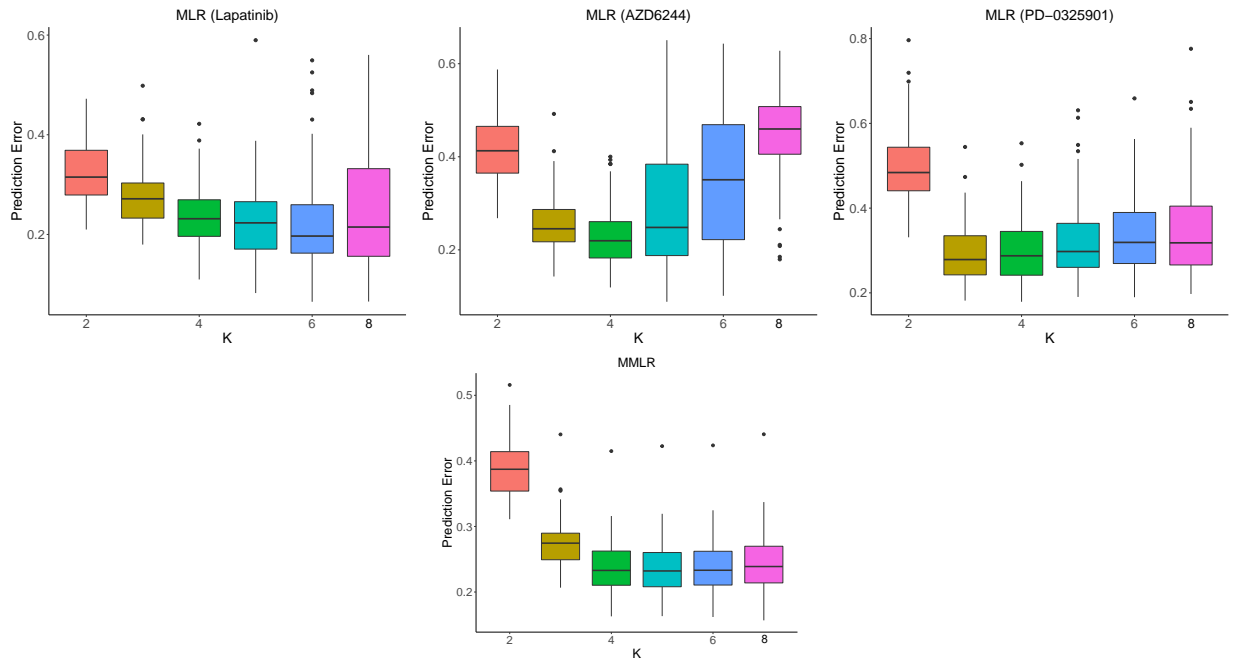 MLR (Lapatinib)
Prediction Error
0.6
0.4
0.2
2 4 6 8
K
MLR (AZD6244)
Prediction Error
0.6
0.4
0.2
2 4 6 8
K
MLR (PD−0325901)
Prediction Error
0.8
0.6
0.4
0.2
2 4 6 8
K
MMLR
Prediction Error
0.5
0.4
0.3
0.2
2 4 6 8
K